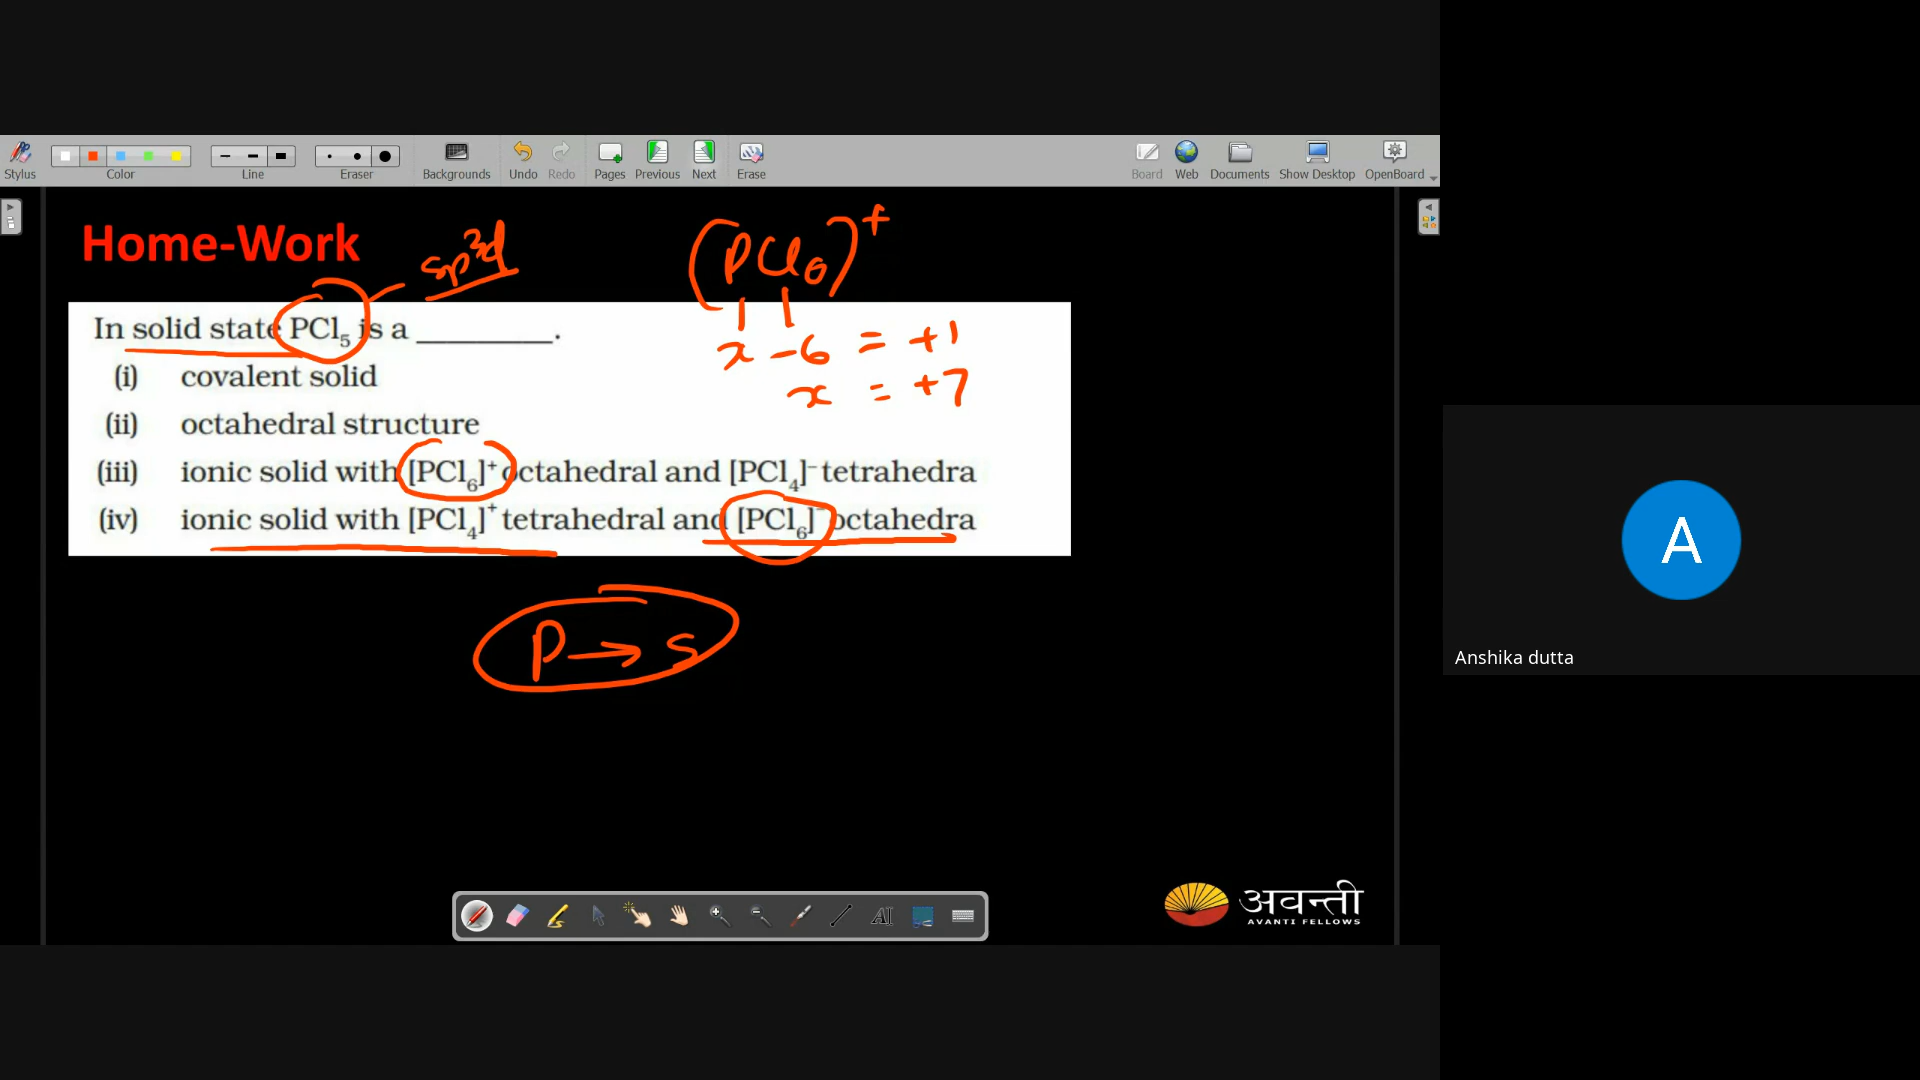 Stylus
Color
Line
Eraser
Backgrounds
Undo
Redo
Pages
Previous
Next
Erase
Board
Web
Documents
Show Desktop
OpenBoard
Home-Work
sp³d
(PCl₆)⁺
x - 6 = +1
x = +7
In solid state PCl₅ is a ________.
(i) covalent solid
(ii) octahedral structure
(iii) ionic solid with [PCl₆]⁺ octahedral and [PCl₄]⁻ tetrahedra
(iv) ionic solid with [PCl₄]⁺ tetrahedral and [PCl₆]⁻ octahedra
P → S
A
Anshika dutta
AI
अवन्ती
AVANTI FELLOWS